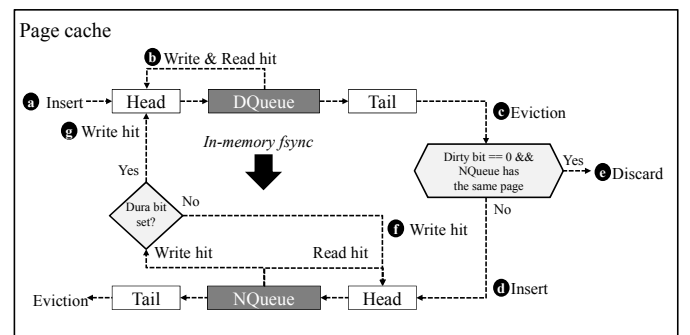 Page cache
b Write & Read hit
a Insert
Head
DQueue
Tail
c Eviction
g Write hit
In-memory fsync
Dirty bit == 0 &&
NQueue has
the same page
Yes
e Discard
Yes
No
Dura bit
set?
No
f Write hit
Write hit
Read hit
d Insert
Eviction
Tail
NQueue
Head